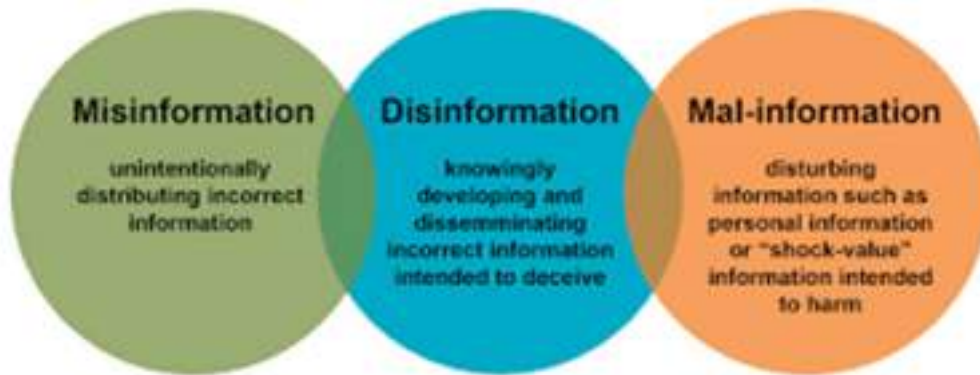 Misinformation
unintentionally
distributing incorrect
information
Disinformation
knowingly
developing and
dissemminating
incorrect information
intended to deceive
Mal-information
disturbing
information such as
personal information
or "shock-value"
information intended
to harm